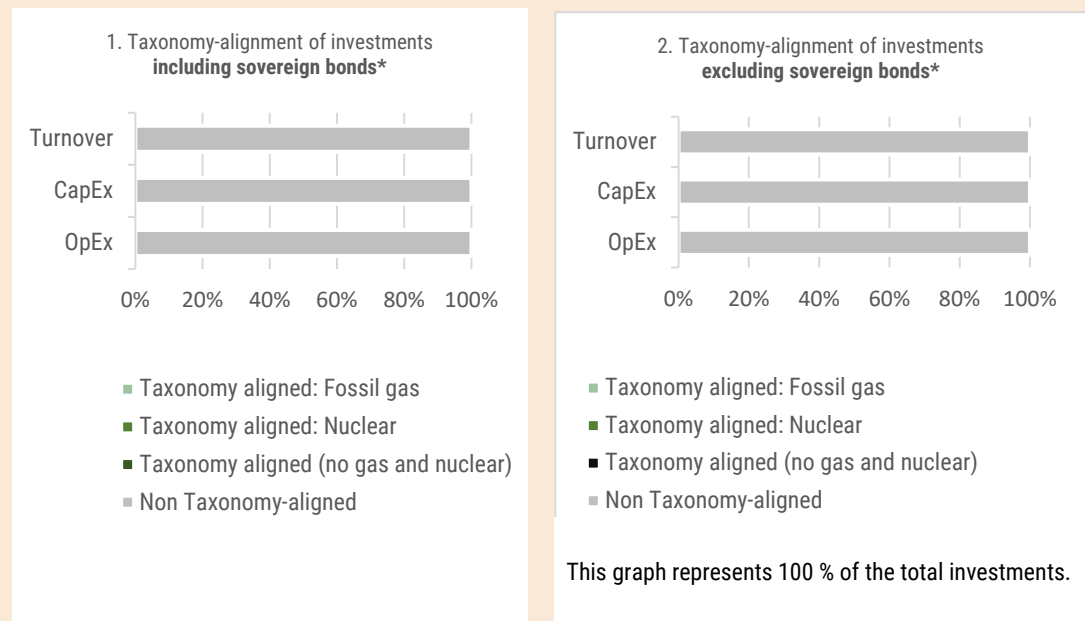 1. Taxonomy-alignment of investments
including sovereign bonds*
Turnover
CapEx
OpEx
0% 20% 40% 60% 80% 100%
Taxonomy aligned: Fossil gas
Taxonomy aligned: Nuclear
Taxonomy aligned (no gas and nuclear)
Non Taxonomy-aligned
2. Taxonomy-alignment of investments
excluding sovereign bonds*
Turnover
CapEx
OpEx
0% 20% 40% 60% 80% 100%
Taxonomy aligned: Fossil gas
Taxonomy aligned: Nuclear
Taxonomy aligned (no gas and nuclear)
Non Taxonomy-aligned
This graph represents 100 % of the total investments.